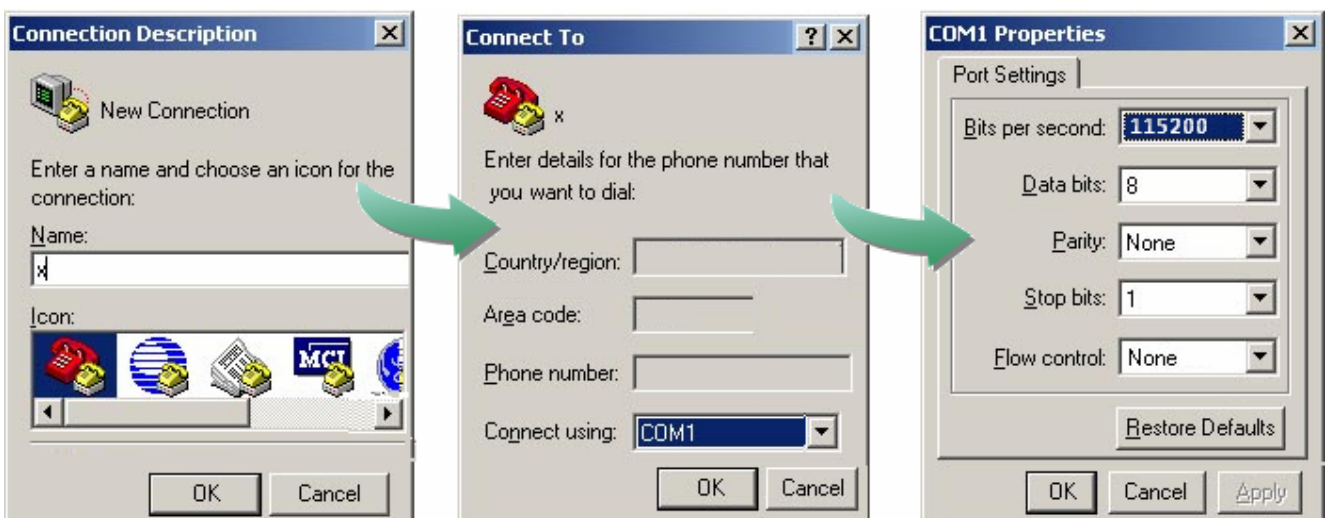 Connection Description
New Connection
Enter a name and choose an icon for the
connection:
Name:
x
Icon:
MCI
OK Cancel
Connect To
x
Enter details for the phone number that
you want to dial:
Country/region:
Area code:
Phone number:
Connect using: COM1
OK Cancel
COM1 Properties
Port Settings
Bits per second: 115200
Data bits: 8
Parity: None
Stop bits: 1
Flow control: None
Restore Defaults
OK Cancel Apply